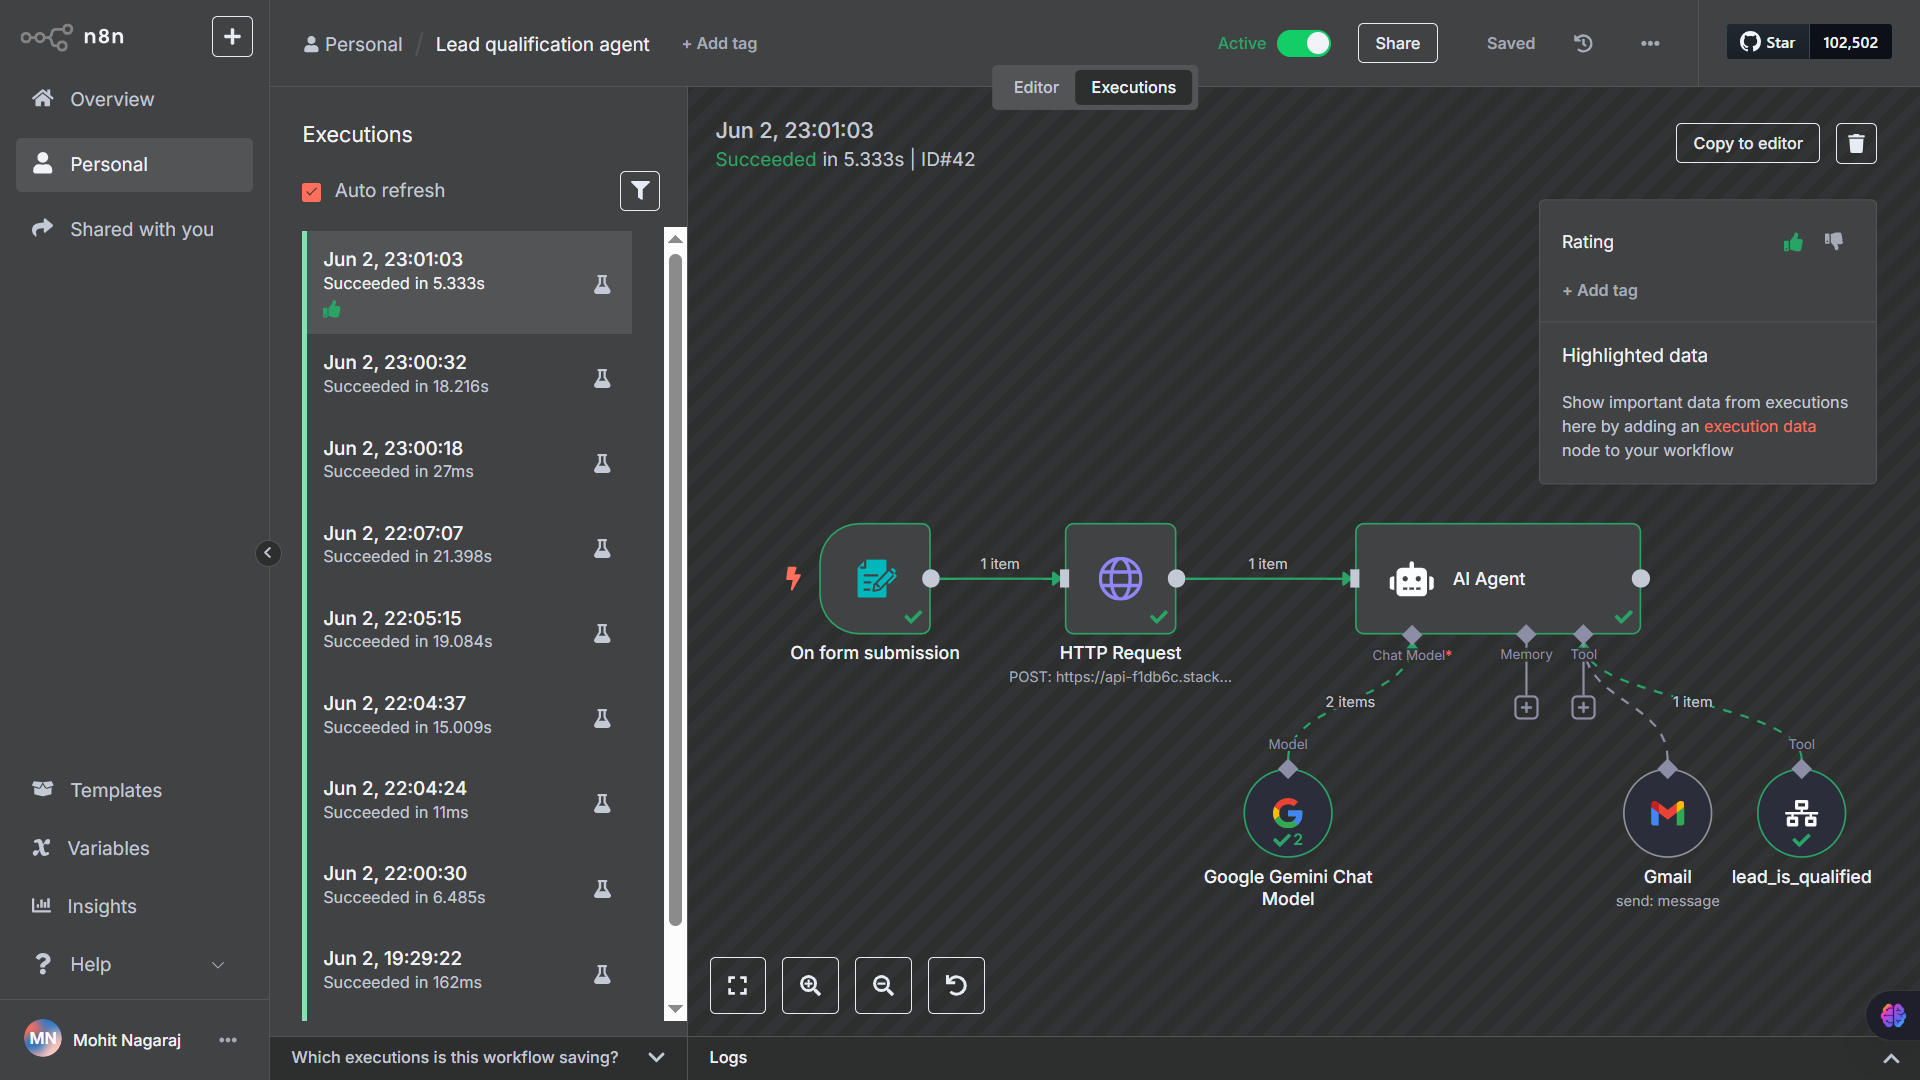 n8n
+
Overview
Personal
Shared with you
Templates
Variables
Insights
Help
MN
Mohit Nagaraj
Personal / Lead qualification agent + Add tag
Active
Share
Saved
Star
102,502
Editor
Executions
Executions
Auto refresh
Jun 2, 23:01:03
Succeeded in 5.333s
Jun 2, 23:00:32
Succeeded in 18.216s
Jun 2, 23:00:18
Succeeded in 27ms
Jun 2, 22:07:07
Succeeded in 21.398s
Jun 2, 22:05:15
Succeeded in 19.084s
Jun 2, 22:04:37
Succeeded in 15.009s
Jun 2, 22:04:24
Succeeded in 11ms
Jun 2, 22:00:30
Succeeded in 6.485s
Jun 2, 19:29:22
Succeeded in 162ms
Which executions is this workflow saving?
Jun 2, 23:01:03
Succeeded in 5.333s | ID#42
Copy to editor
Rating
+ Add tag
Highlighted data
Show important data from executions
here by adding an execution data
node to your workflow
1 item
1 item
AI Agent
On form submission
HTTP Request
POST: https://api-f1db6c.stack...
Chat Model*
Memory
Tool
2 items
1 item
Model
Tool
2
Google Gemini Chat
Model
Gmail
send: message
lead_is_qualified
Logs